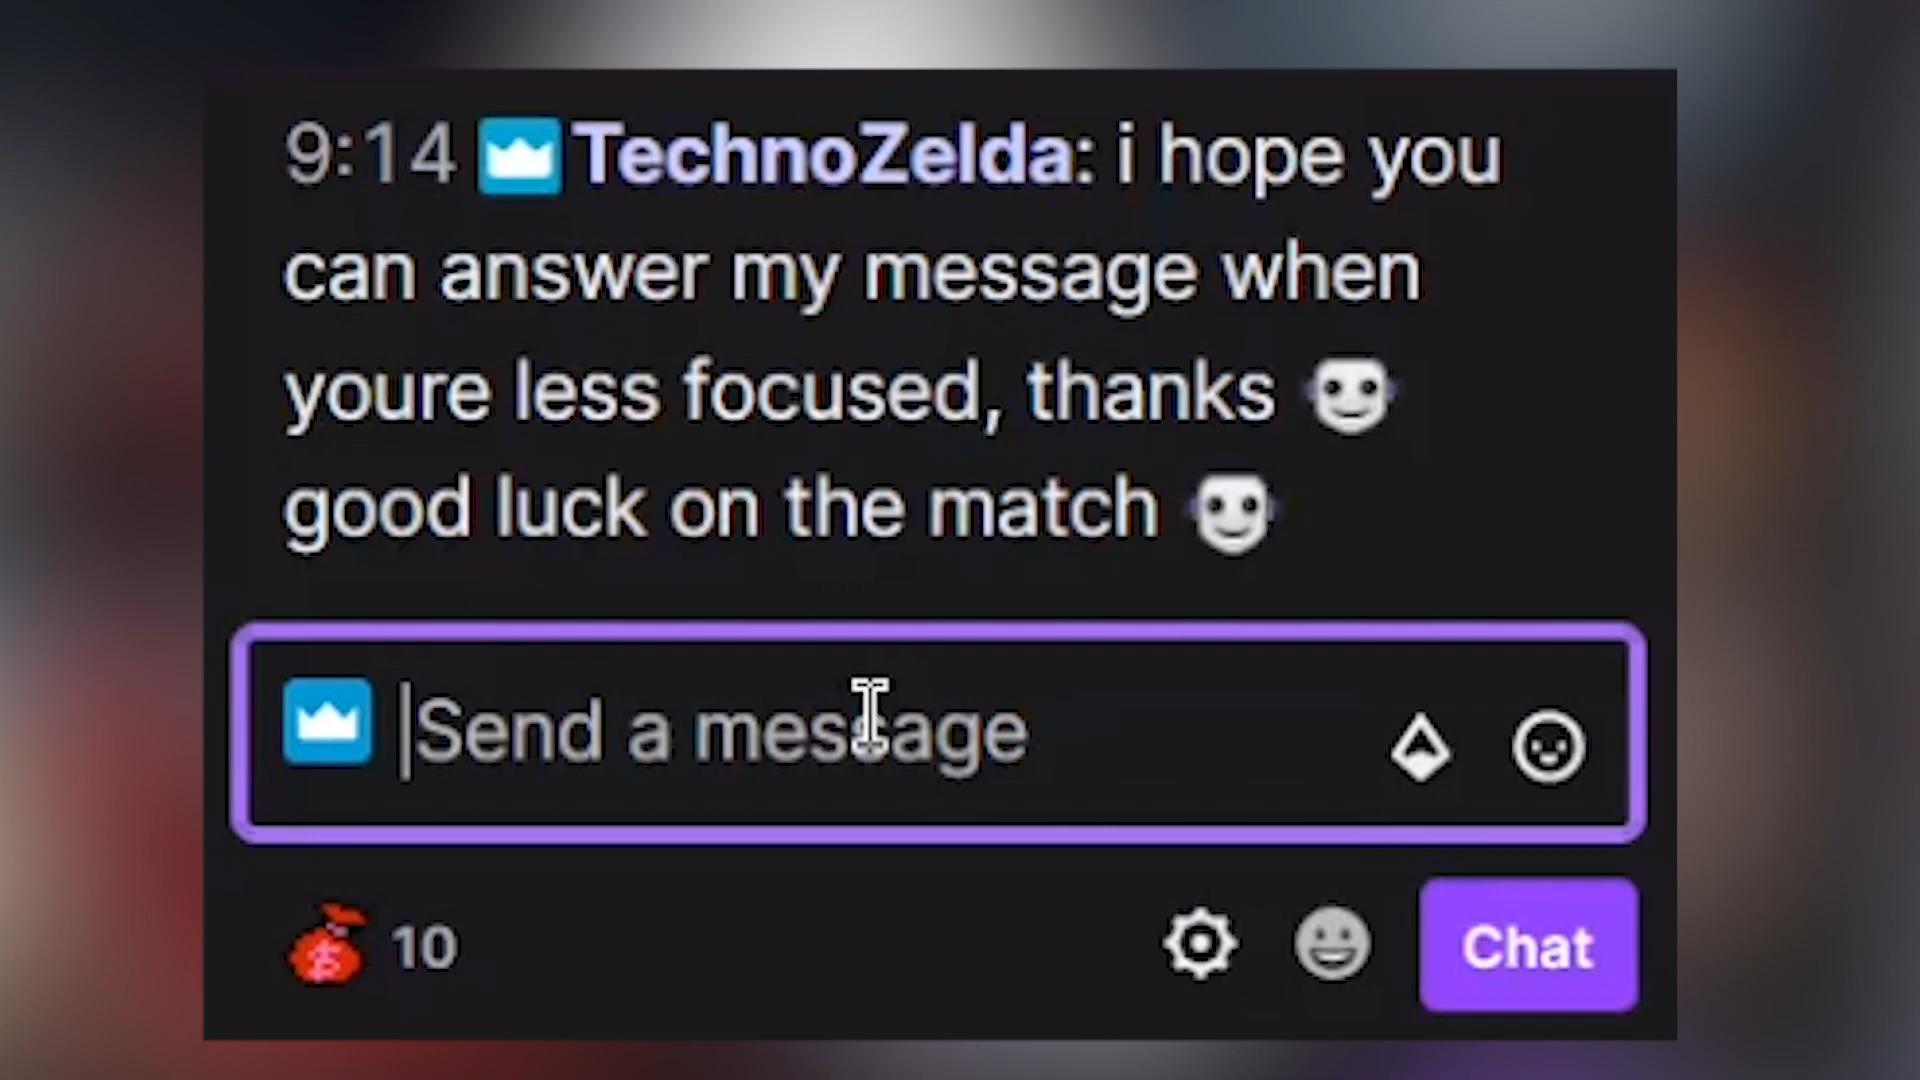 9:14 TechnoZelda: i hope you
can answer my message when
youre less focused, thanks
good luck on the match
Send a message
10
Chat